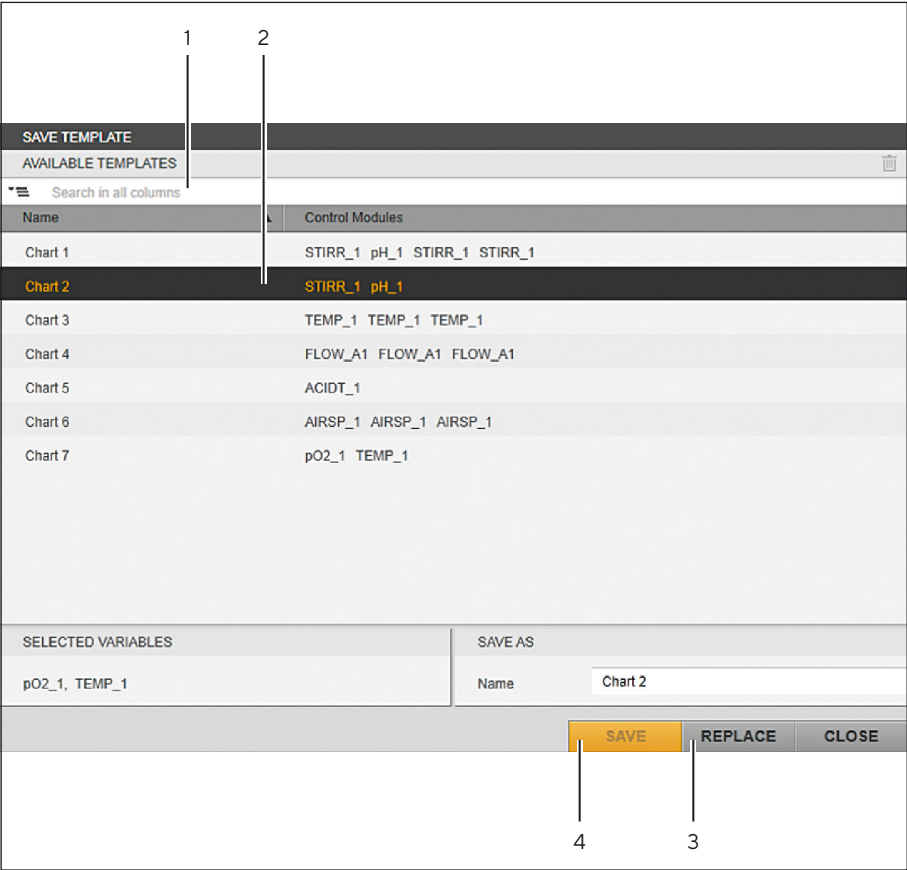 1 2
SAVE TEMPLATE
AVAILABLE TEMPLATES
Search in all columns
Name Control Modules
Chart 1 STIRR_1 pH_1 STIRR_1 STIRR_1
Chart 2 STIRR_1 pH_1
Chart 3 TEMP_1 TEMP_1 TEMP_1
Chart 4 FLOW_A1 FLOW_A1 FLOW_A1
Chart 5 ACIDT_1
Chart 6 AIRSP_1 AIRSP_1 AIRSP_1
Chart 7 pO2_1 TEMP_1
SELECTED VARIABLES SAVE AS
pO2_1, TEMP_1 Name Chart 2
SAVE REPLACE CLOSE
4 3